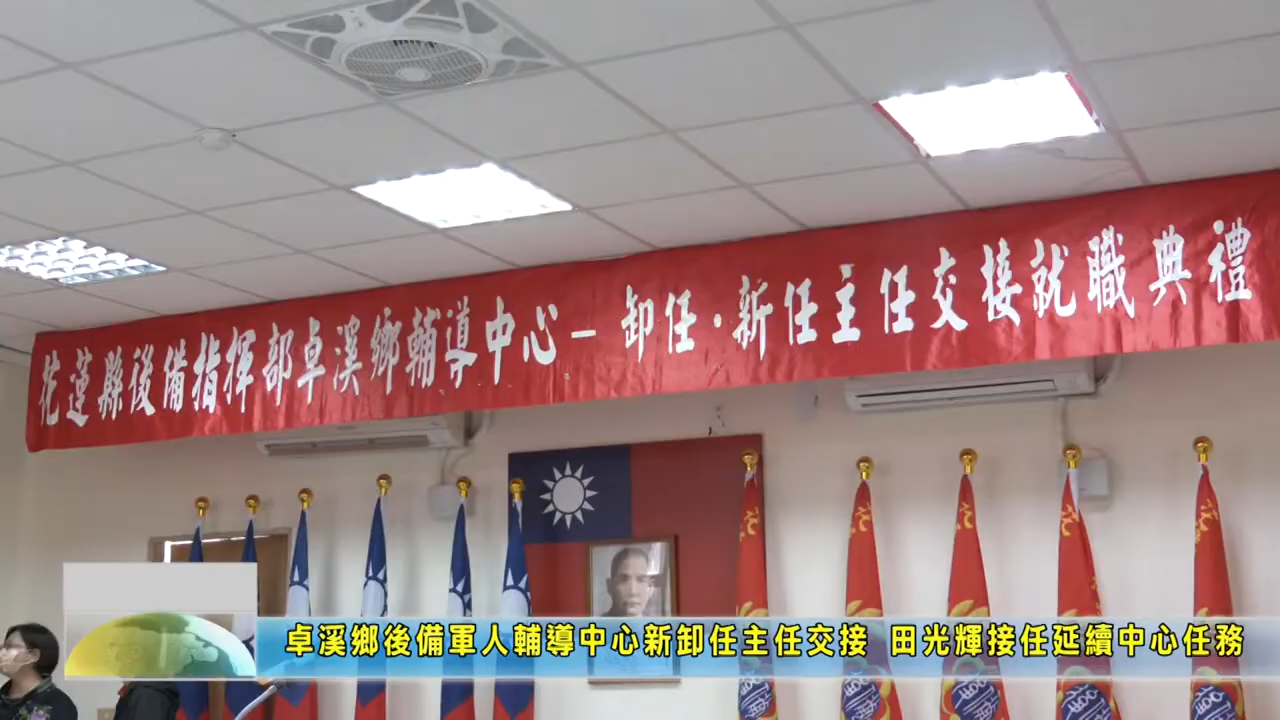 花蓮縣後備指揮部卓溪鄉輔導中心－卸任・新任主任交接就職典禮
卓溪鄉後備軍人輔導中心新卸任主任交接 田光輝接任延續中心任務